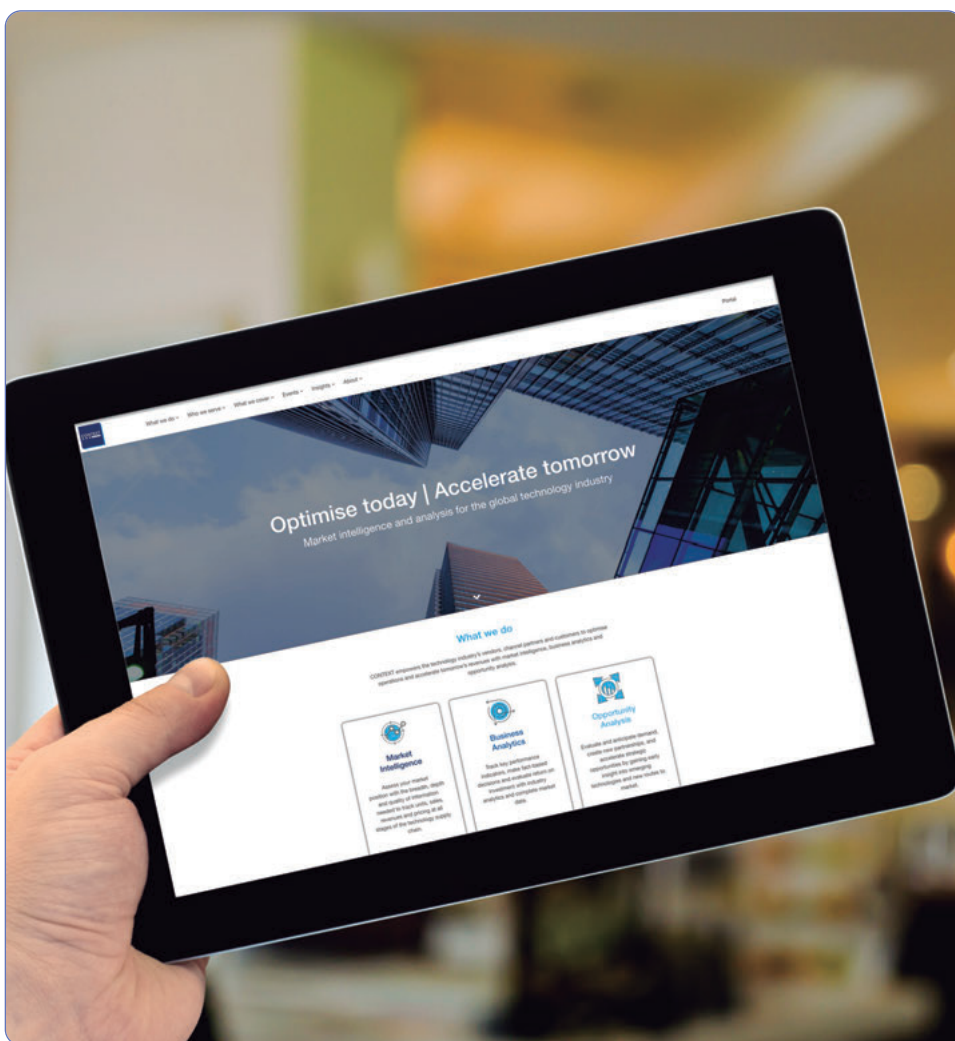 Portal
What we do Who we serve What we cover Events Insights About
CONTEXT
Optimise today | Accelerate tomorrow
Market intelligence and analysis for the global technology industry
What we do
CONTEXT empowers the technology industry's vendors, channel partners and customers to optimise
operations and accelerate tomorrow's revenues with market intelligence, business analytics and
opportunity analysis.
Market
Intelligence
Assess your market
position with the breadth, depth
and quality of information
needed to track units, sales,
revenues and pricing at all
stages of the technology supply
chain.
Business
Analytics
Track key performance
indicators, make fact-based
decisions and evaluate return on
investment with industry
analytics and complete market
data.
Opportunity
Analysis
Evaluate and anticipate demand,
create new partnerships, and
accelerate strategic
opportunities by gaining early
insight into emerging
technologies and new routes to
market.